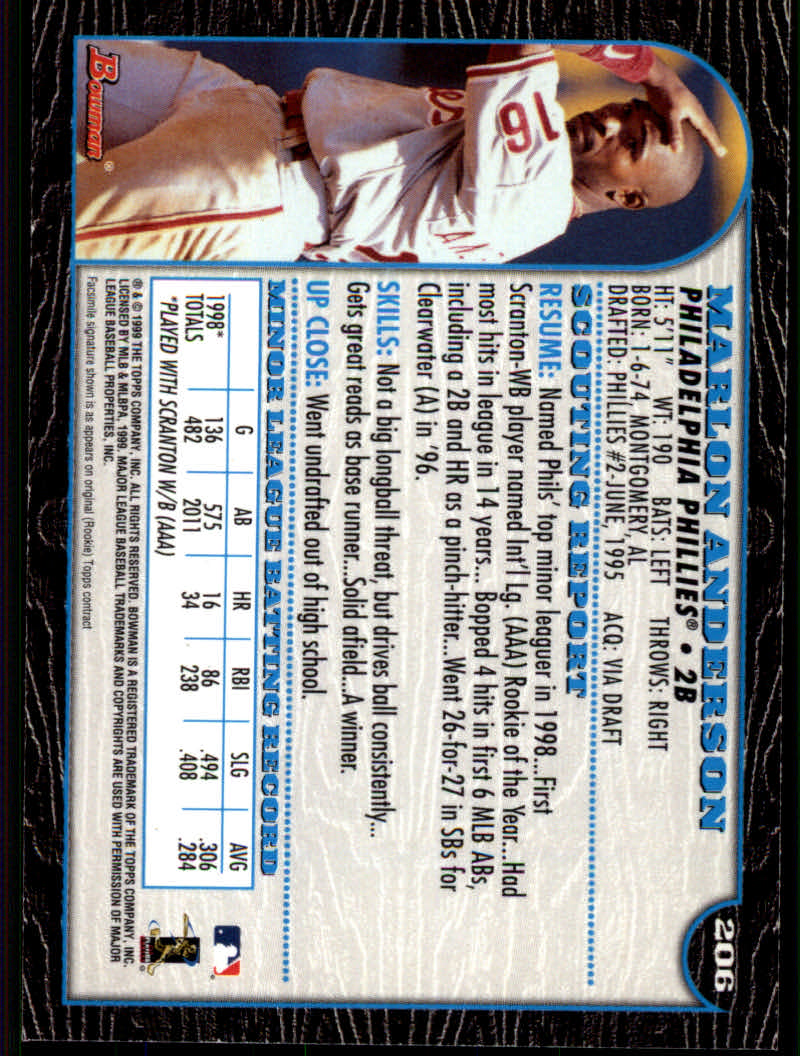 206
MARLON ANDERSON
PHILADELPHIA PHILLIES® • 2B
HT: 5'11" WT: 190 BATS: LEFT THROWS: RIGHT
BORN: 1-6-74, MONTGOMERY, AL
DRAFTED: PHILLIES #2-JUNE, 1995 ACQ: VIA DRAFT
SCOUTING REPORT
RESUME: Named Phils' top minor leaguer in 1998...First
Scranton-WB player named Int'l Lg. (AAA) Rookie of the Year...Had
most hits in league in 14 years... Bopped 4 hits in first 6 MLB ABs,
including a 2B and HR as a pinch-hitter...Went 26-for-27 in SBs for
Clearwater (A) in '96.
SKILLS: Not a big longball threat, but drives ball consistently...
Gets great reads as base runner...Solid afield...A winner.
UP CLOSE: Went undrafted out of high school.
MINOR LEAGUE BATTING RECORD
G AB HR RBI SLG AVG
1998* 136 575 16 86 .494 .306
TOTALS 482 2011 34 238 .408 .284
*PLAYED WITH SCRANTON W/B (AAA)
® & © 1999 THE TOPPS COMPANY, INC. ALL RIGHTS RESERVED. BOWMAN IS A REGISTERED TRADEMARK OF THE TOPPS COMPANY, INC.
LICENSED BY MLB & MLBPA, 1999. MAJOR LEAGUE BASEBALL TRADEMARKS AND COPYRIGHTS ARE USED WITH PERMISSION OF MAJOR
LEAGUE BASEBALL PROPERTIES, INC.
Facsimile signature shown is as appears on original (Rookie) Topps contract
Bowman®
16